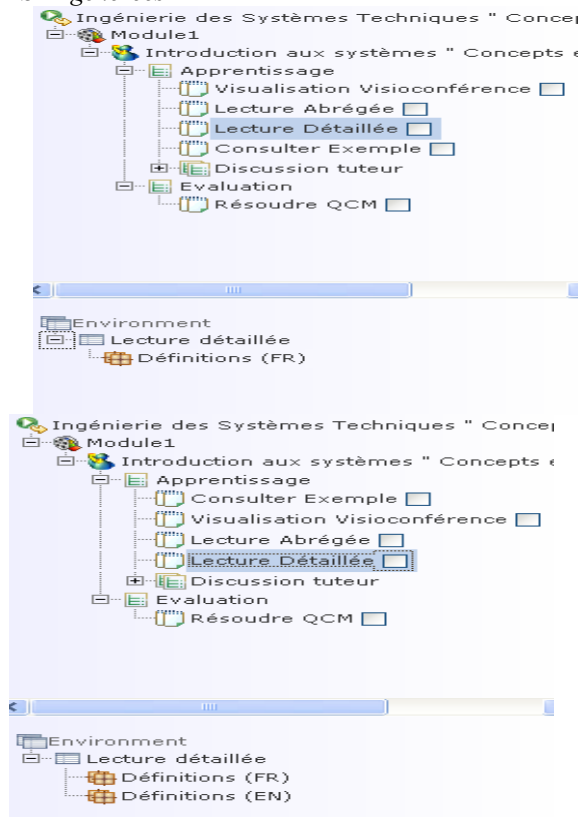 Ingénierie des Systèmes Techniques " Concep
Module1
Introduction aux systèmes " Concepts e
Apprentissage
Visualisation Visioconférence
Lecture Abrégée
Lecture Détaillée
Consulter Exemple
Discussion tuteur
Evaluation
Résoudre QCM
Environment
Lecture détaillée
Définitions (FR)
Ingénierie des Systèmes Techniques " Concep
Module1
Introduction aux systèmes " Concepts e
Apprentissage
Consulter Exemple
Visualisation Visioconférence
Lecture Abrégée
Lecture Détaillée
Discussion tuteur
Evaluation
Résoudre QCM
Environment
Lecture détaillée
Définitions (FR)
Définitions (EN)